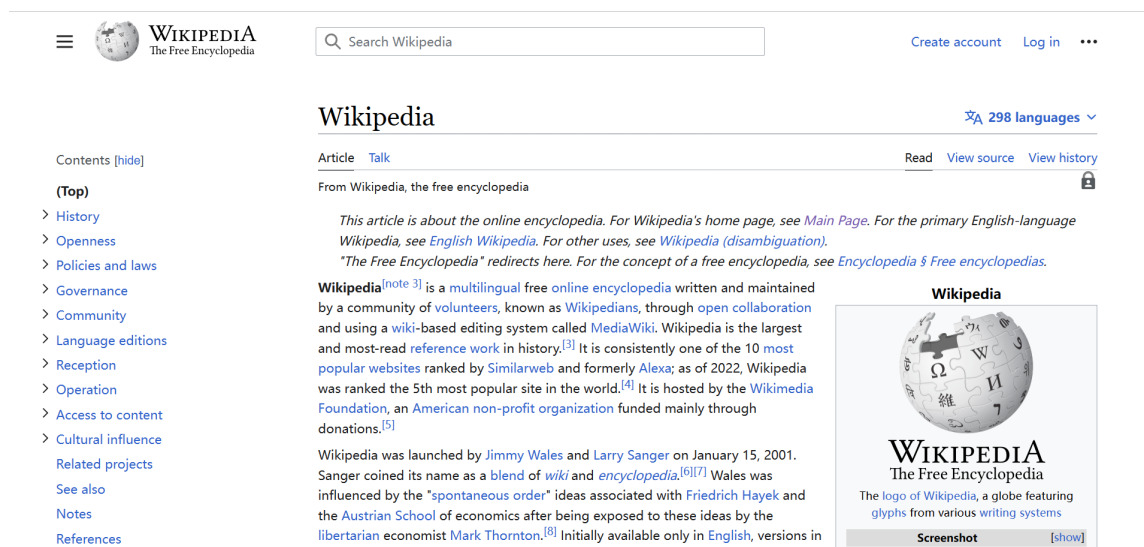 WIKIPEDIA
The Free Encyclopedia
Search Wikipedia
Create account
Log in
Wikipedia
298 languages
Contents [hide]
(Top)
History
Openness
Policies and laws
Governance
Community
Language editions
Reception
Operation
Access to content
Cultural influence
Related projects
See also
Notes
References
Article Talk
Read View source View history
From Wikipedia, the free encyclopedia
This article is about the online encyclopedia. For Wikipedia's home page, see Main Page. For the primary English-language
Wikipedia, see English Wikipedia. For other uses, see Wikipedia (disambiguation).
"The Free Encyclopedia" redirects here. For the concept of a free encyclopedia, see Encyclopedia § Free encyclopedias.
Wikipedia[note 3] is a multilingual free online encyclopedia written and maintained
by a community of volunteers, known as Wikipedians, through open collaboration
and using a wiki-based editing system called MediaWiki. Wikipedia is the largest
and most-read reference work in history.[3] It is consistently one of the 10 most
popular websites ranked by Similarweb and formerly Alexa; as of 2022, Wikipedia
was ranked the 5th most popular site in the world.[4] It is hosted by the Wikimedia
Foundation, an American non-profit organization funded mainly through
donations.[5]
Wikipedia was launched by Jimmy Wales and Larry Sanger on January 15, 2001.
Sanger coined its name as a blend of wiki and encyclopedia.[6][7] Wales was
influenced by the "spontaneous order" ideas associated with Friedrich Hayek and
the Austrian School of economics after being exposed to these ideas by the
libertarian economist Mark Thornton.[8] Initially available only in English, versions in
Wikipedia
Ω W И 維 7
WIKIPEDIA
The Free Encyclopedia
The logo of Wikipedia, a globe featuring
glyphs from various writing systems
Screenshot [show]